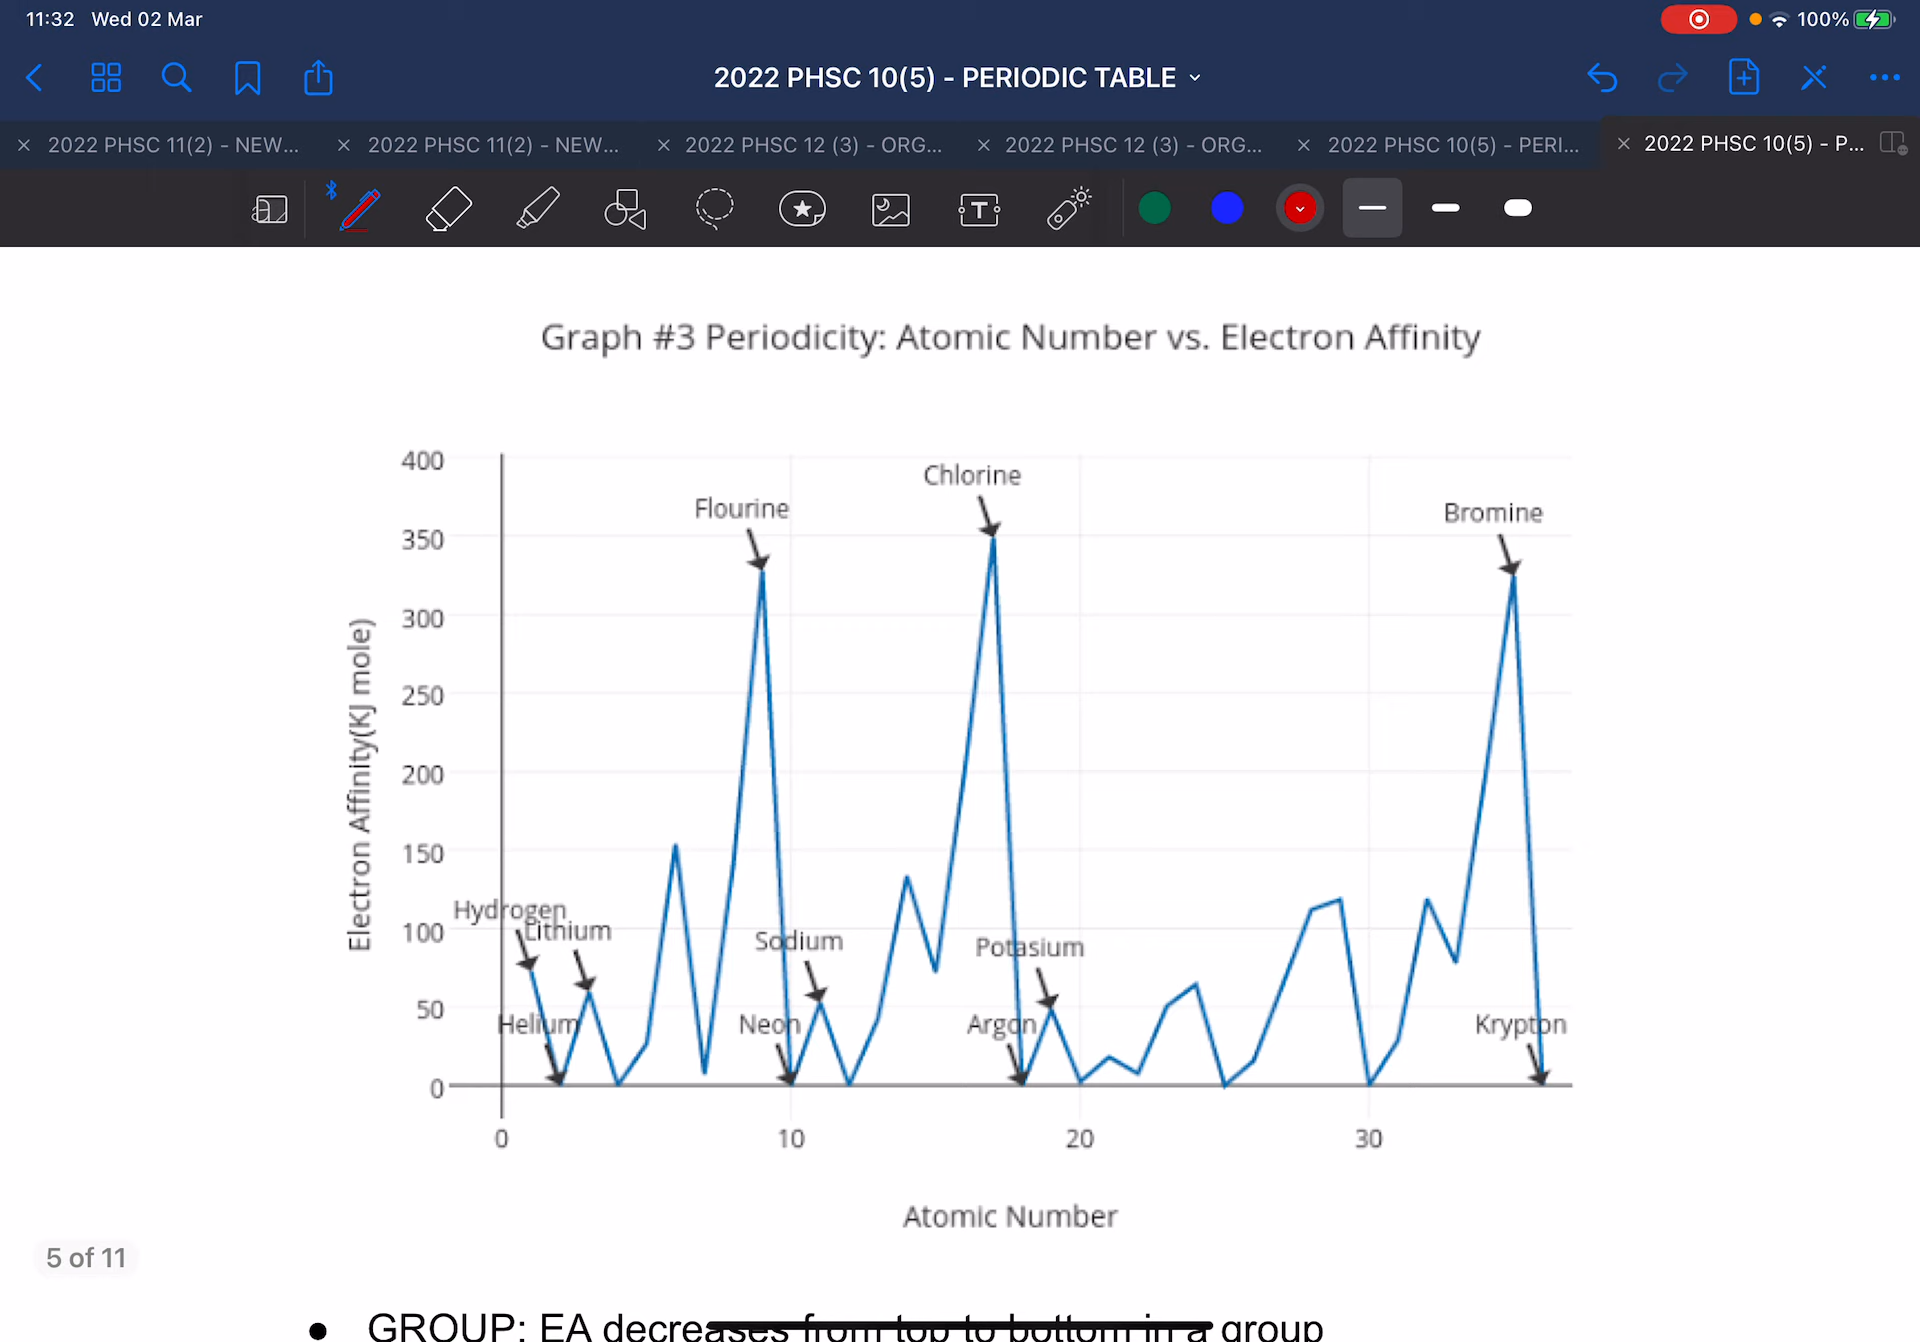 11:32 Wed 02 Mar
100%
2022 PHSC 10(5) - PERIODIC TABLE
2022 PHSC 11(2) - NEW...
2022 PHSC 11(2) - NEW...
2022 PHSC 12 (3) - ORG...
2022 PHSC 12 (3) - ORG...
2022 PHSC 10(5) - PERI...
2022 PHSC 10(5) - P...
T
Graph #3 Periodicity: Atomic Number vs. Electron Affinity
400
350
300
250
200
150
100
50
0
Electron Affinity(KJ mole)
Hydrogen
Lithium
Helium
Flourine
Sodium
Neon
Chlorine
Potasium
Argon
Bromine
Krypton
0
10
20
30
Atomic Number
5 of 11
● GROUP: EA decreases from top to bottom in a group